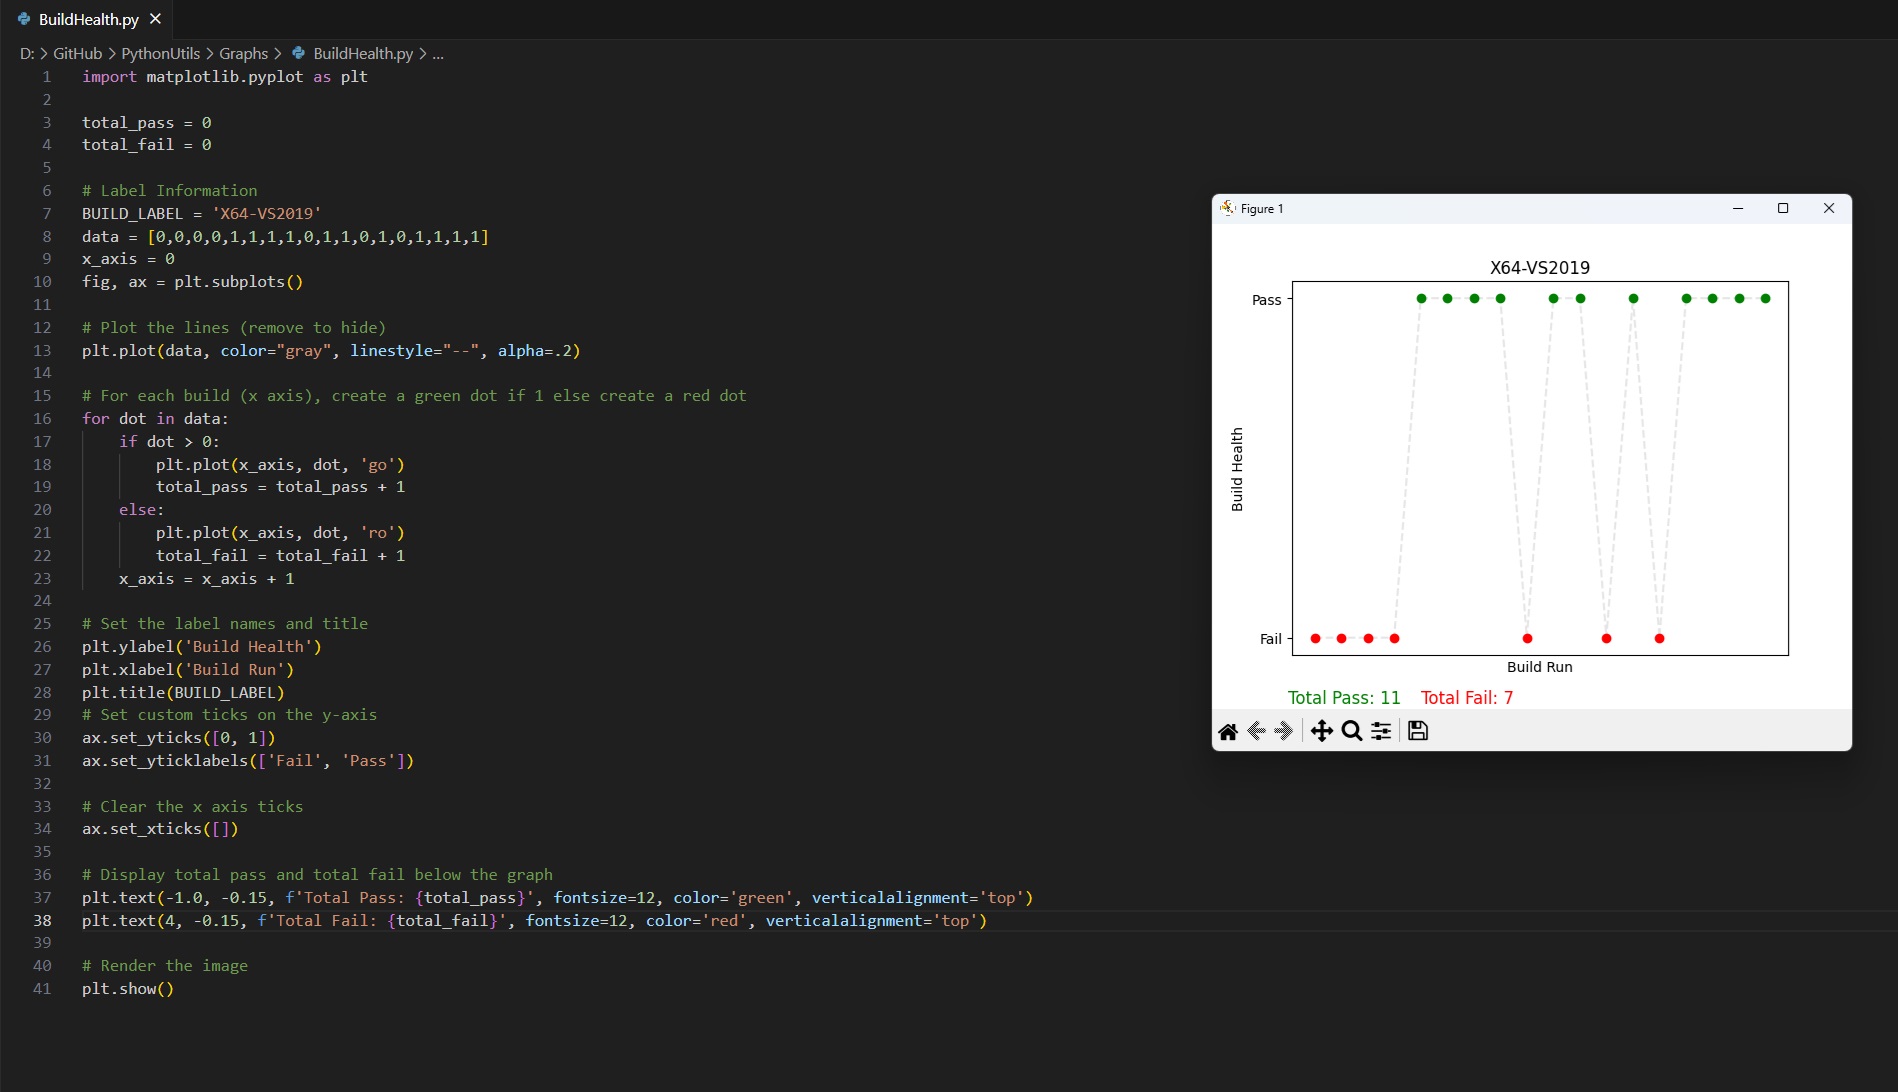 BuildHealth.py
D: > GitHub > PythonUtils > Graphs > BuildHealth.py > ...
1 import matplotlib.pyplot as plt
2
3 total_pass = 0
4 total_fail = 0
5
6 # Label Information
7 BUILD_LABEL = 'X64-VS2019'
8 data = [0,0,0,0,1,1,1,1,0,1,1,0,1,0,1,1,1,1]
9 x_axis = 0
10 fig, ax = plt.subplots()
11
12 # Plot the lines (remove to hide)
13 plt.plot(data, color="gray", linestyle="--", alpha=.2)
14
15 # For each build (x axis), create a green dot if 1 else create a red dot
16 for dot in data:
17     if dot > 0:
18         plt.plot(x_axis, dot, 'go')
19         total_pass = total_pass + 1
20     else:
21         plt.plot(x_axis, dot, 'ro')
22         total_fail = total_fail + 1
23     x_axis = x_axis + 1
24
25 # Set the label names and title
26 plt.ylabel('Build Health')
27 plt.xlabel('Build Run')
28 plt.title(BUILD_LABEL)
29 # Set custom ticks on the y-axis
30 ax.set_yticks([0, 1])
31 ax.set_yticklabels(['Fail', 'Pass'])
32
33 # Clear the x axis ticks
34 ax.set_xticks([])
35
36 # Display total pass and total fail below the graph
37 plt.text(-1.0, -0.15, f'Total Pass: {total_pass}', fontsize=12, color='green', verticalalignment='top')
38 plt.text(4, -0.15, f'Total Fail: {total_fail}', fontsize=12, color='red', verticalalignment='top')
39
40 # Render the image
41 plt.show()
Figure 1
X64-VS2019
Pass
Build Health
Fail
Build Run
Total Pass: 11 Total Fail: 7